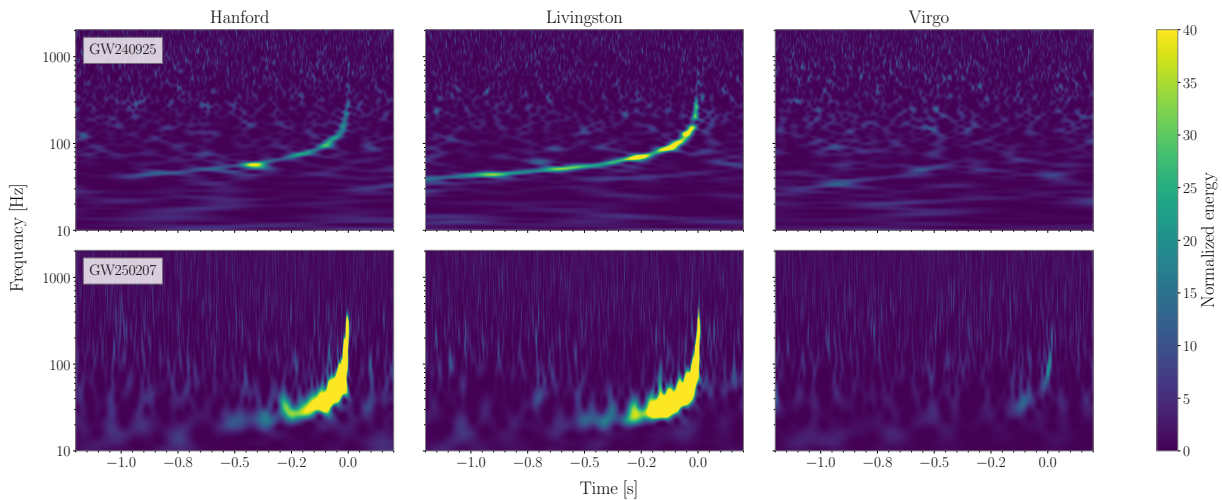 Hanford Livingston Virgo
GW240925
1000
100
10
GW250207
1000
100
10
−1.0 −0.8 −0.5 −0.2 0.0
−1.0 −0.8 −0.5 −0.2 0.0
−1.0 −0.8 −0.5 −0.2 0.0
Frequency [Hz]
Time [s]
40
35
30
25
20
15
10
5
0
Normalized energy